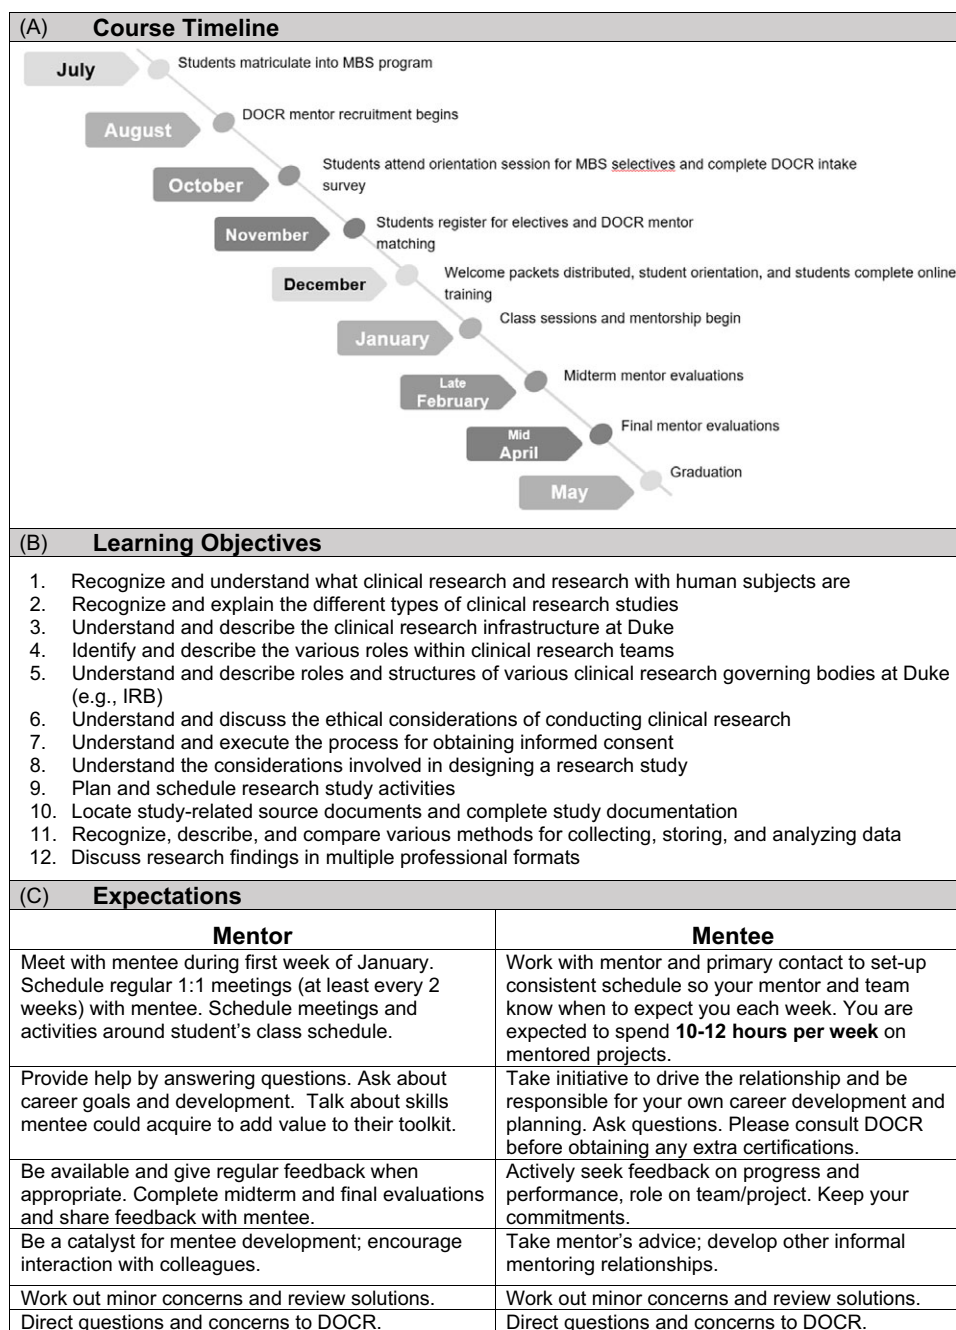 (A) Course Timeline
July
Students matriculate into MBS program
August
DOCR mentor recruitment begins
October
Students attend orientation session for MBS selectives and complete DOCR intake
survey
November
Students register for electives and DOCR mentor
matching
December
Welcome packets distributed, student orientation, and students complete online
training
January
Class sessions and mentorship begin
Late
February
Midterm mentor evaluations
Mid
April
Final mentor evaluations
May
Graduation
(B) Learning Objectives
1. Recognize and understand what clinical research and research with human subjects are
2. Recognize and explain the different types of clinical research studies
3. Understand and describe the clinical research infrastructure at Duke
4. Identify and describe the various roles within clinical research teams
5. Understand and describe roles and structures of various clinical research governing bodies at Duke
(e.g., IRB)
6. Understand and discuss the ethical considerations of conducting clinical research
7. Understand and execute the process for obtaining informed consent
8. Understand the considerations involved in designing a research study
9. Plan and schedule research study activities
10. Locate study-related source documents and complete study documentation
11. Recognize, describe, and compare various methods for collecting, storing, and analyzing data
12. Discuss research findings in multiple professional formats
(C) Expectations
Mentor
Mentee
Meet with mentee during first week of January.
Schedule regular 1:1 meetings (at least every 2
weeks) with mentee. Schedule meetings and
activities around student's class schedule.
Work with mentor and primary contact to set-up
consistent schedule so your mentor and team
know when to expect you each week. You are
expected to spend 10-12 hours per week on
mentored projects.
Provide help by answering questions. Ask about
career goals and development. Talk about skills
mentee could acquire to add value to their toolkit.
Take initiative to drive the relationship and be
responsible for your own career development and
planning. Ask questions. Please consult DOCR
before obtaining any extra certifications.
Be available and give regular feedback when
appropriate. Complete midterm and final evaluations
and share feedback with mentee.
Actively seek feedback on progress and
performance, role on team/project. Keep your
commitments.
Be a catalyst for mentee development; encourage
interaction with colleagues.
Take mentor's advice; develop other informal
mentoring relationships.
Work out minor concerns and review solutions.
Work out minor concerns and review solutions.
Direct questions and concerns to DOCR.
Direct questions and concerns to DOCR.